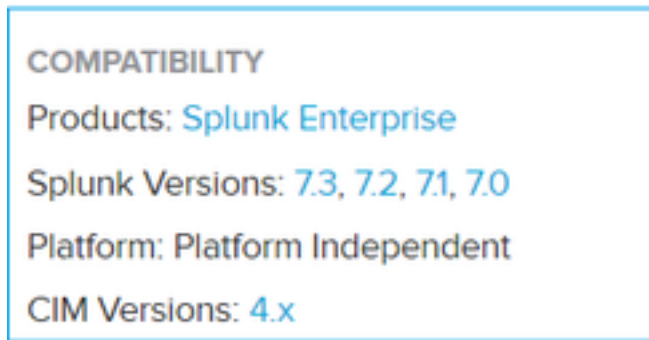 COMPATIBILITY
Products: Splunk Enterprise
Splunk Versions: 7.3, 7.2, 7.1, 7.0
Platform: Platform Independent
CIM Versions: 4.x